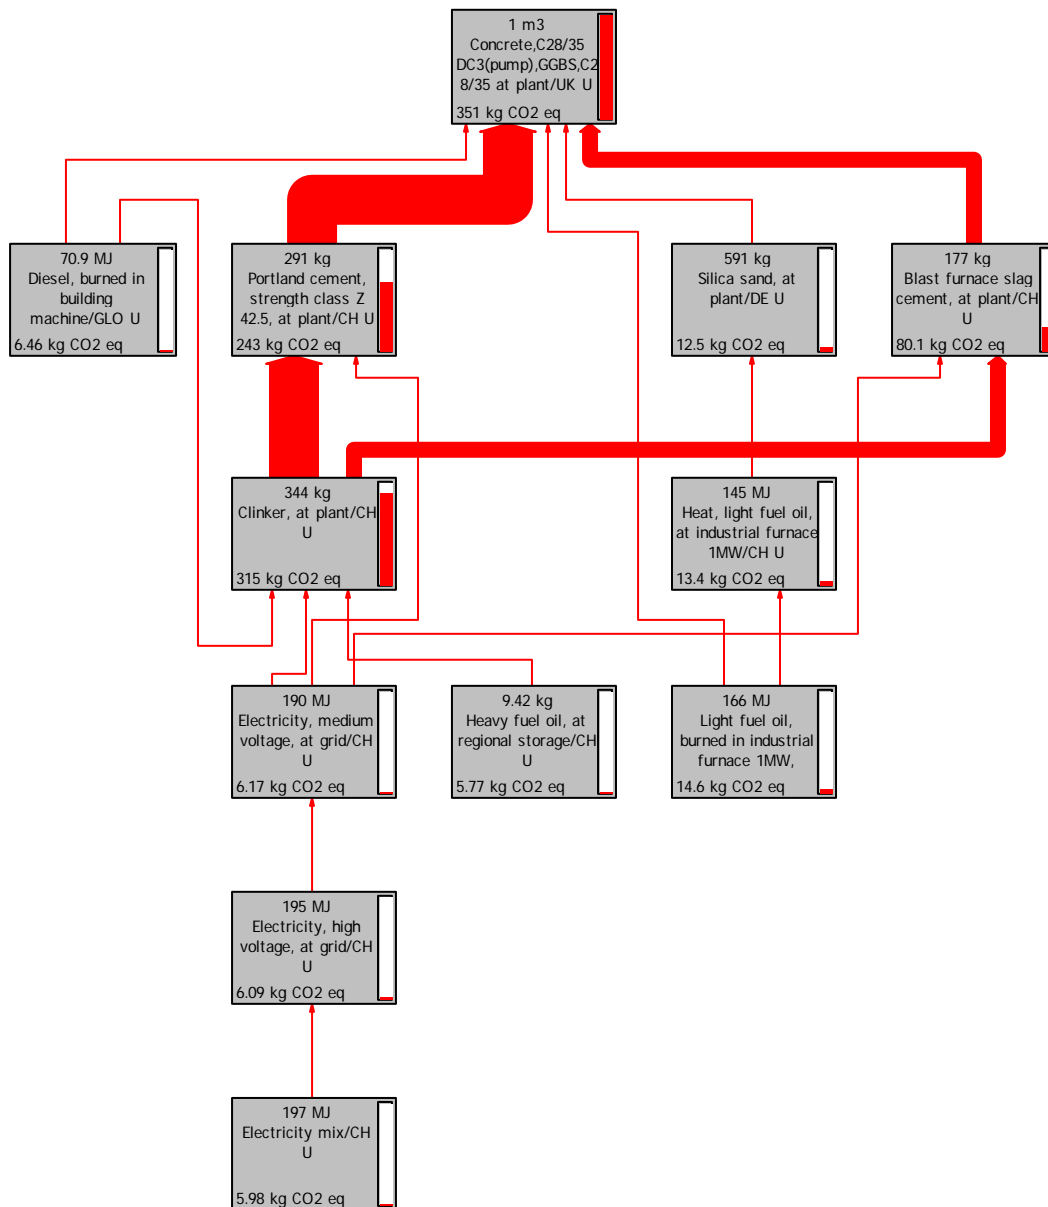 1 m3
Concrete,C28/35
DC3(pump),GGBS,C2
8/35 at plant/UK U
351 kg CO2 eq
70.9 MJ
Diesel, burned in
building
machine/GLO U
6.46 kg CO2 eq
291 kg
Portland cement,
strength class Z
42.5, at plant/CH U
243 kg CO2 eq
591 kg
Silica sand, at
plant/DE U
12.5 kg CO2 eq
177 kg
Blast furnace slag
cement, at plant/CH
U
80.1 kg CO2 eq
344 kg
Clinker, at plant/CH
U
315 kg CO2 eq
145 MJ
Heat, light fuel oil,
at industrial furnace
1MW/CH U
13.4 kg CO2 eq
190 MJ
Electricity, medium
voltage, at grid/CH
U
6.17 kg CO2 eq
9.42 kg
Heavy fuel oil, at
regional storage/CH
U
5.77 kg CO2 eq
166 MJ
Light fuel oil,
burned in industrial
furnace 1MW,
14.6 kg CO2 eq
195 MJ
Electricity, high
voltage, at grid/CH
U
6.09 kg CO2 eq
197 MJ
Electricity mix/CH
U
5.98 kg CO2 eq